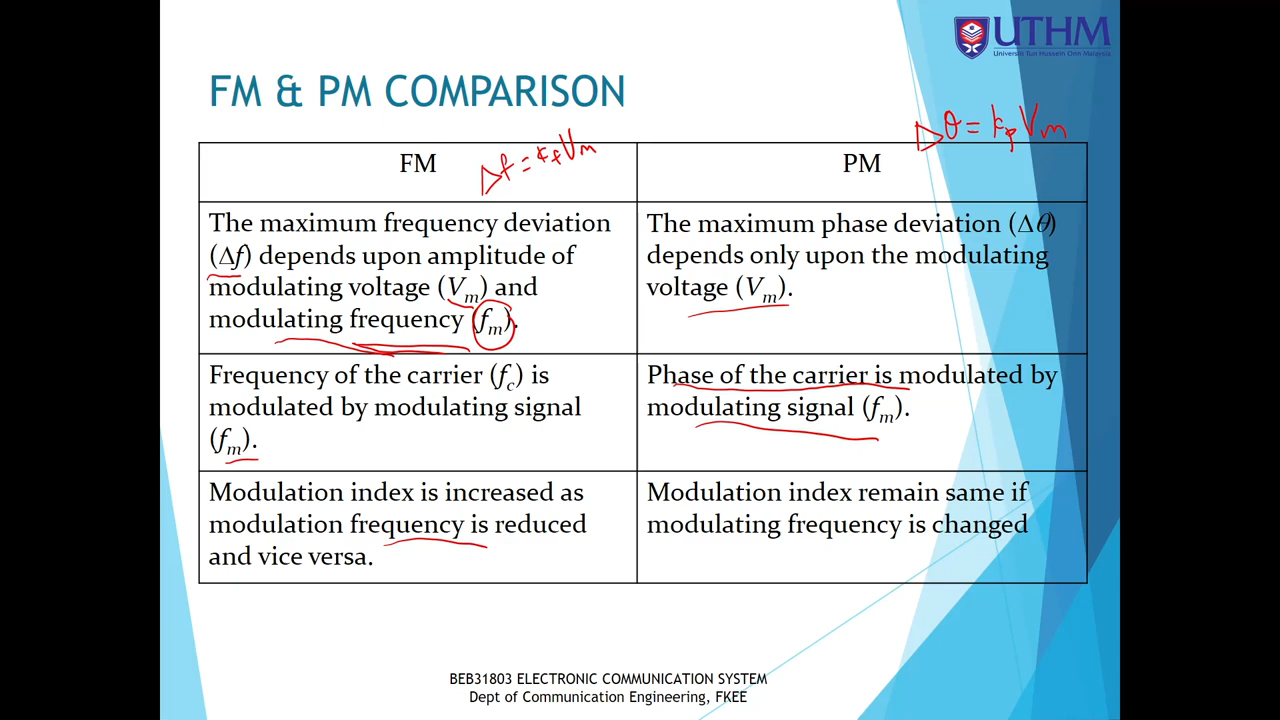 UTHM
Universiti Tun Hussein Onn Malaysia
FM & PM COMPARISON
Δθ = kpVm
FM
Δf = kfVm
PM
The maximum frequency deviation
(Δf) depends upon amplitude of
modulating voltage (Vm) and
modulating frequency (fm).
The maximum phase deviation (Δθ)
depends only upon the modulating
voltage (Vm).
Frequency of the carrier (fc) is
modulated by modulating signal
(fm).
Phase of the carrier is modulated by
modulating signal (fm).
Modulation index is increased as
modulation frequency is reduced
and vice versa.
Modulation index remain same if
modulating frequency is changed
BEB31803 ELECTRONIC COMMUNICATION SYSTEM
Dept of Communication Engineering, FKEE